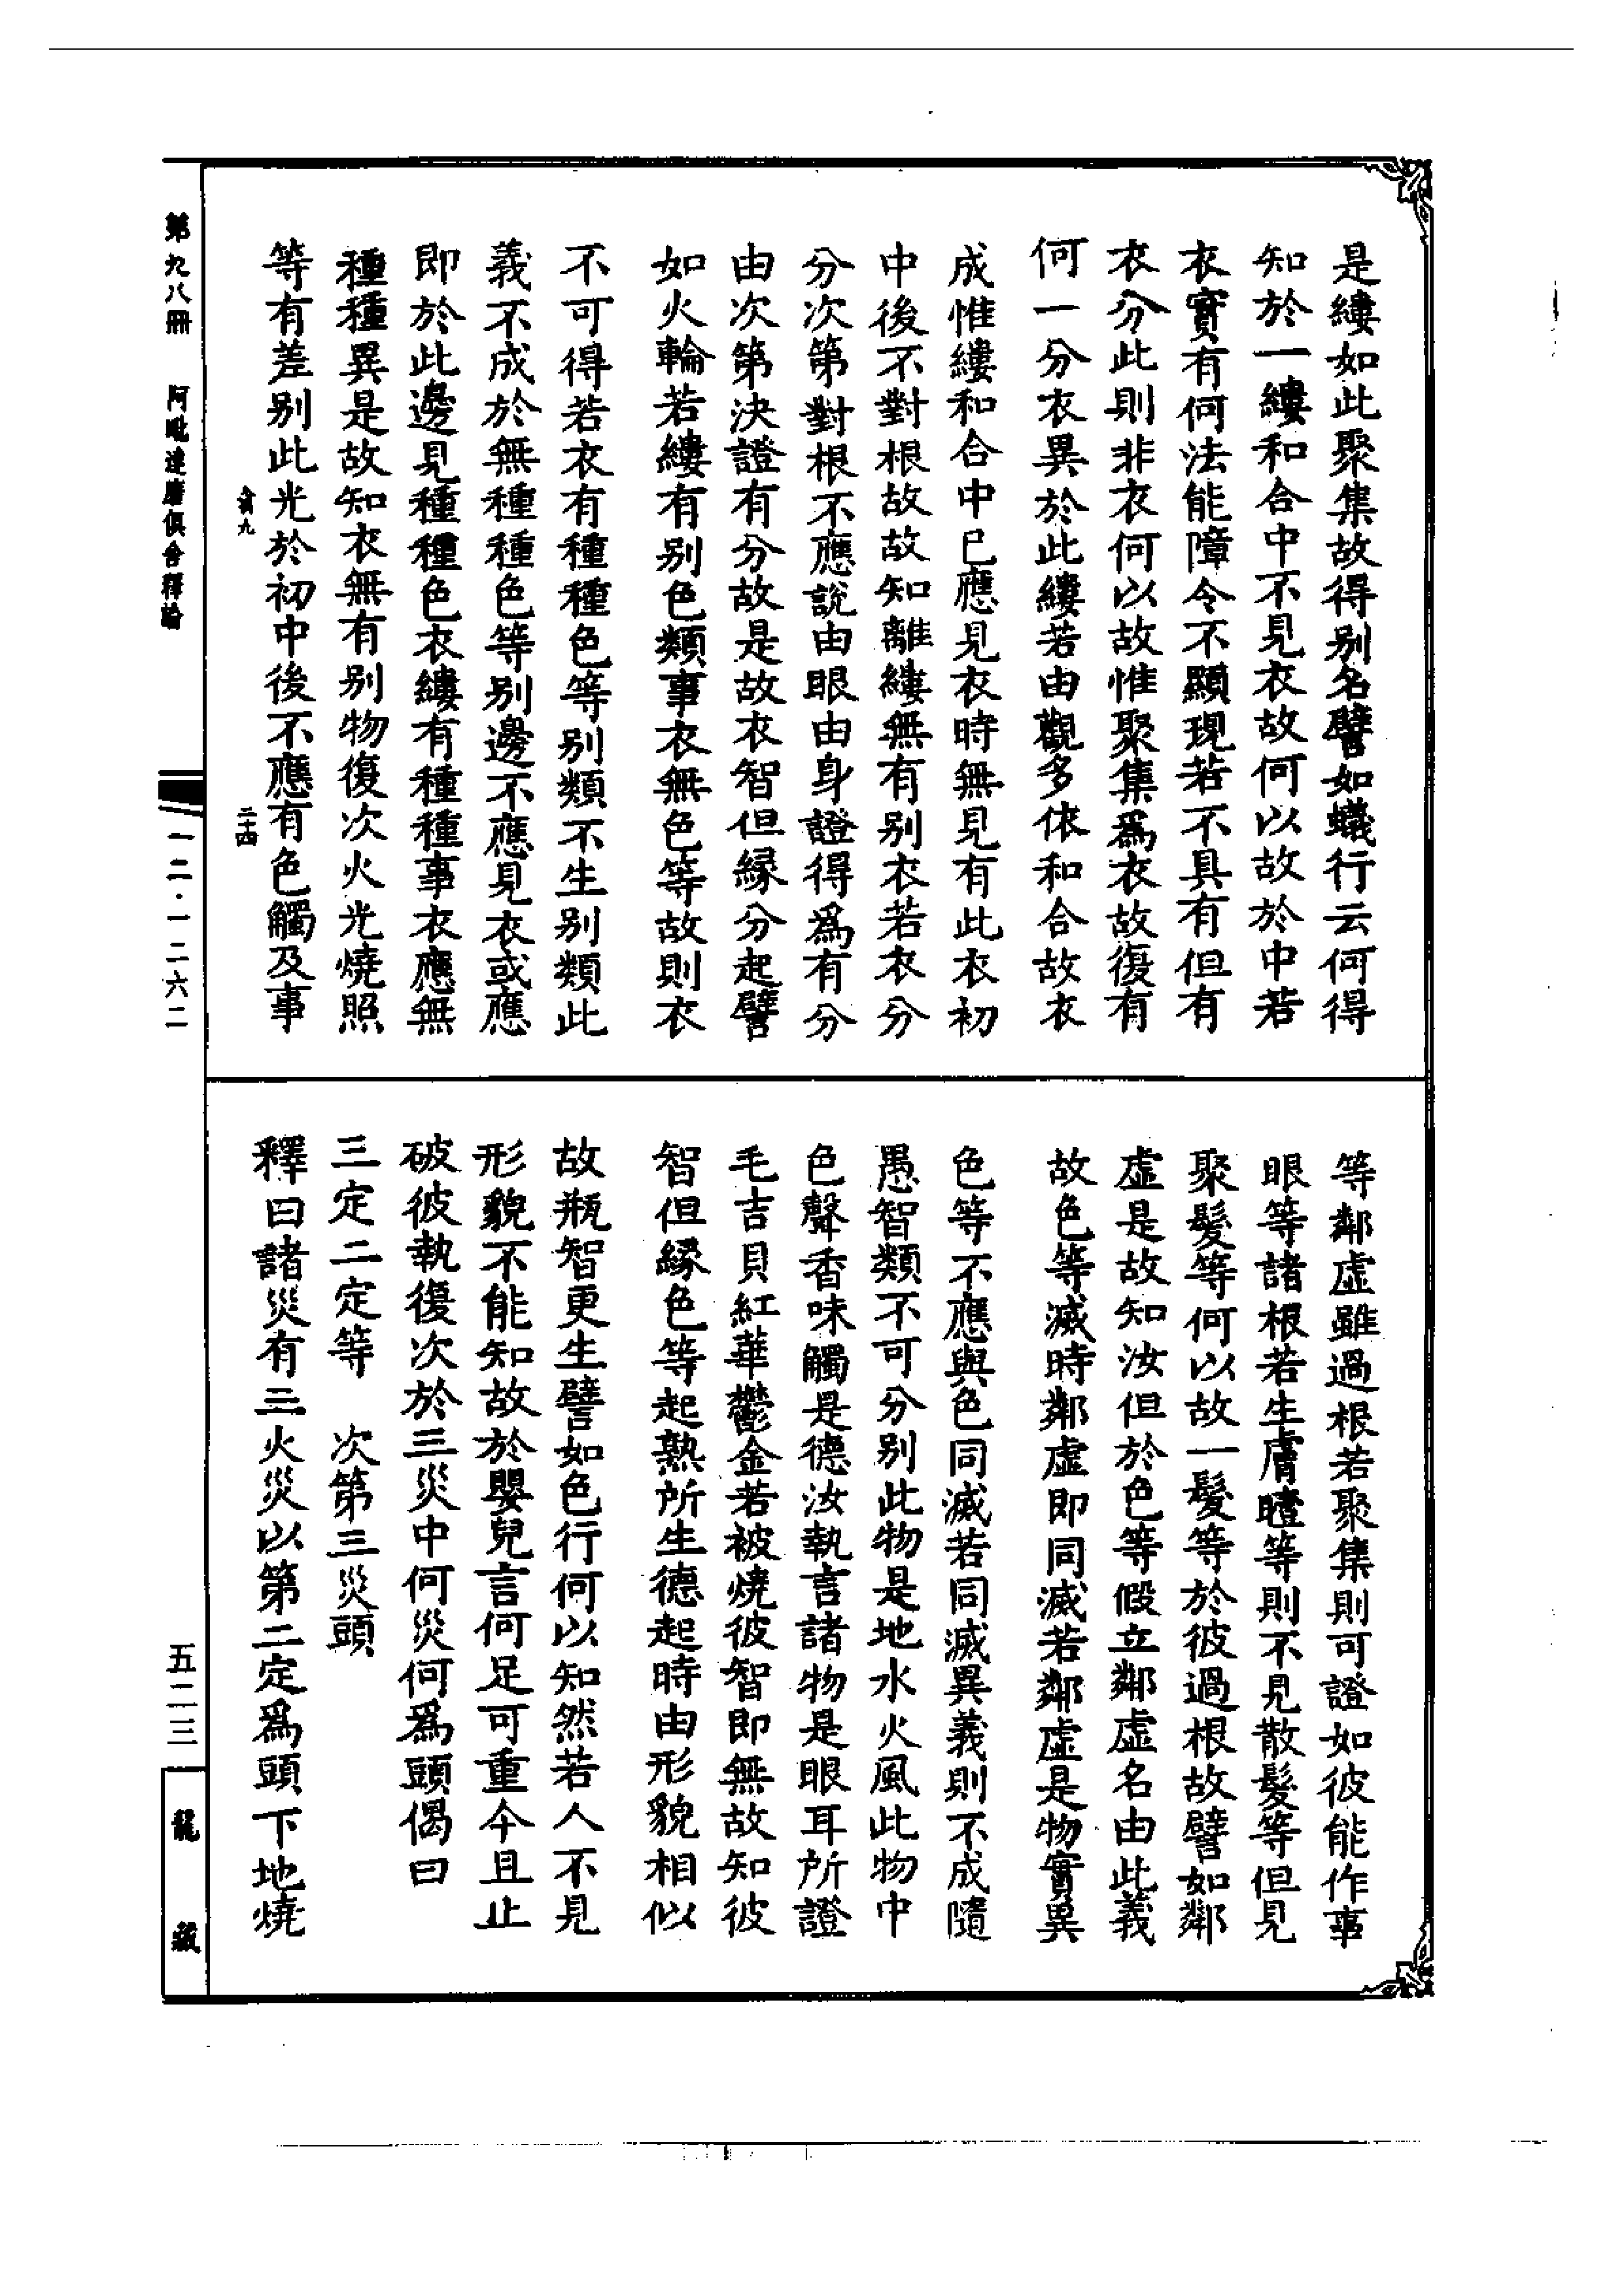 是縷如此聚集故得别名譬如蟻行云何得
知於一縷和合中不見衣故何以故於中若
衣實有何法能障令不顯現若不具有但有
衣分此則非衣何以故惟聚集爲衣故復有
何一分衣異於此縷若由觀多依和合故衣
成惟縷和合中已應見衣時無見有此衣初
中後不對根故故知離縷無有别衣若衣分
分次第對根不應説由眼由身證得爲有分
由次第決證有分故是故衣智但緣分起譬
如火輪若縷有别色類事衣無色等故則衣
不可得若衣有種種色等别類不生别類此
義不成於無種種色等别邊不應見衣或應
即於此邊見種種色衣縷有種種事衣應無
種種異是故知衣無有别物復次火光燒照
等有差别此光於初中後不應有色觸及事
等鄰虛雖過根若聚集則可證如彼能作事
眼等諸根若生膚瞖等則不見散髮等但見
聚髮等何以故一髮等於彼過根故譬如鄰
虛是故知汝但於色等假立鄰虛名由此義
故色等滅時鄰虛即同滅若鄰虛是物實異
色等不應與色同滅若同滅異義則不成隨
愚智類不可分别此物是地水火風此物中
色聲香味觸是德汝執言諸物是眼耳所證
毛吉貝紅華鬱金若被燒彼智即無故知彼
智但緣色等起熟所生德起時由形貌相似
故瓶智更生譬如色行何以知然若人不見
形貌不能知故於嬰兒言何足可重今且止
破彼執復次於三災中何災何爲頭偈曰
三定二定等　次第三災頭
釋曰諸災有三火災以第二定爲頭下地燒
第九八冊　阿毗達磨俱舍釋論
二十四
一二·一二六二
五二三
龍藏